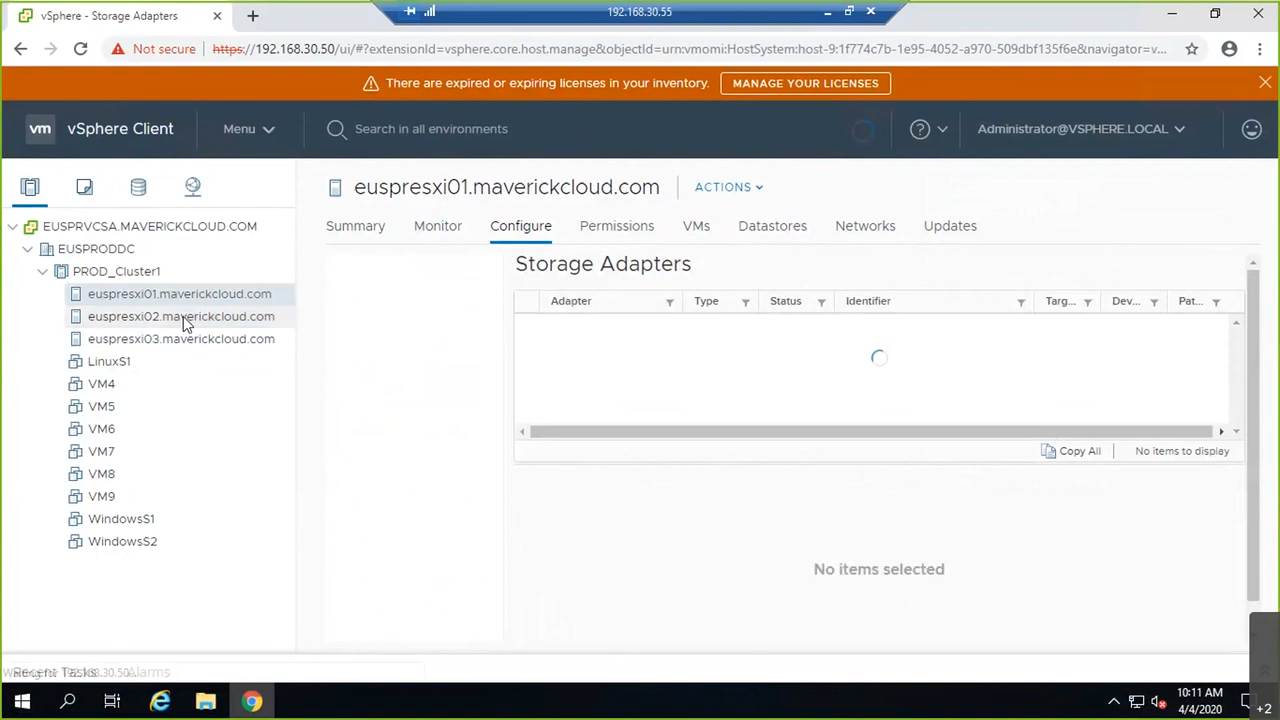 vSphere - Storage Adapters
192.168.30.55
Not secure
https://192.168.30.50/ui/#?extensionId=vsphere.core.host.manage&objectId=urn:vmomi:HostSystem:host-9:1f774c7b-1e95-4052-a970-509dbf135f6e&navigator=v...
There are expired or expiring licenses in your inventory.
MANAGE YOUR LICENSES
vm vSphere Client
Menu
Search in all environments
Administrator@VSPHERE.LOCAL
euspresxi01.maverickcloud.com
ACTIONS
Summary Monitor Configure Permissions VMs Datastores Networks Updates
EUSPRVCSA.MAVERICKCLOUD.COM
EUSPRODDC
PROD_Cluster1
euspresxi01.maverickcloud.com
euspresxi02.maverickcloud.com
euspresxi03.maverickcloud.com
LinuxS1
VM4
VM5
VM6
VM7
VM8
VM9
WindowsS1
WindowsS2
Storage Adapters
Adapter Type Status Identifier Targ... Dev... Pat...
Copy All
No items to display
No items selected
Alarms
10:11 AM
4/4/2020
+2